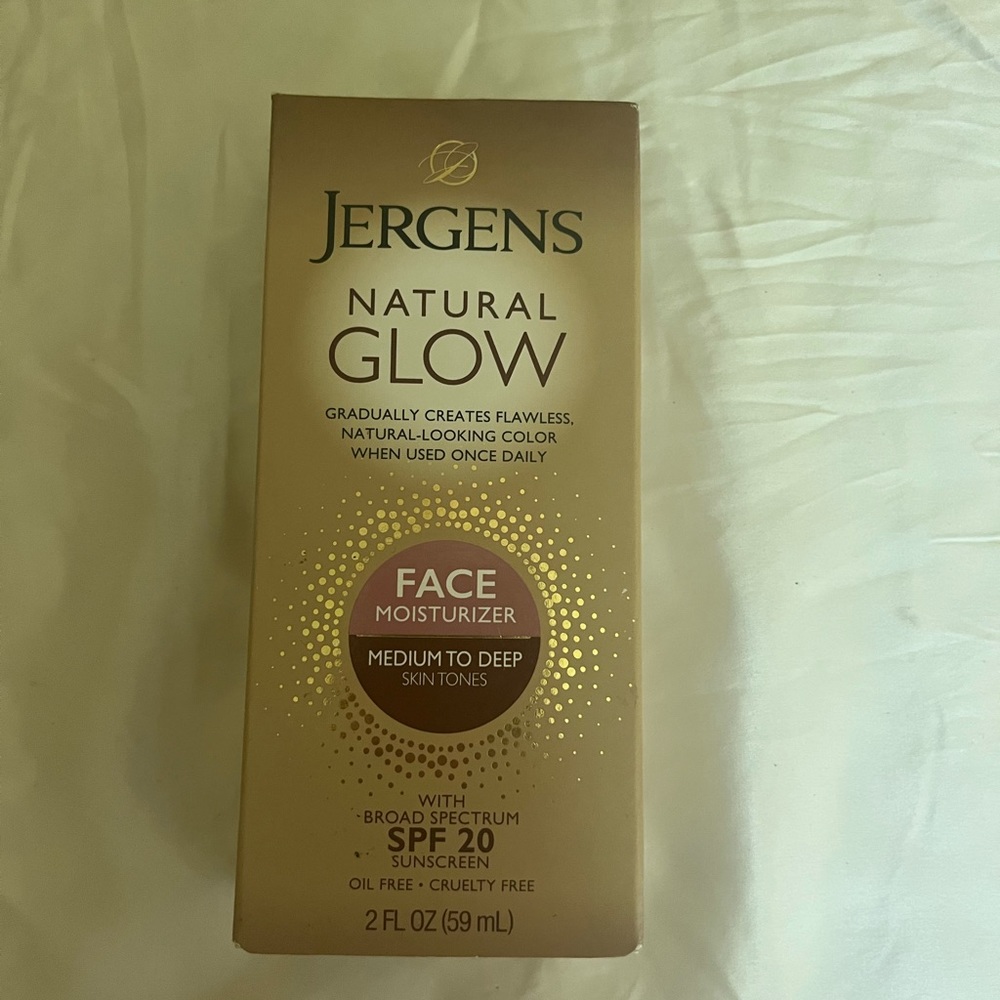 JERGENS
NATURAL
GLOW
GRADUALLY CREATES FLAWLESS,
NATURAL-LOOKING COLOR
WHEN USED ONCE DAILY
FACE
MOISTURIZER
MEDIUM TO DEEP
SKIN TONES
WITH
BROAD SPECTRUM
SPF 20
SUNSCREEN
OIL FREE • CRUELTY FREE
2 FL OZ (59 mL)